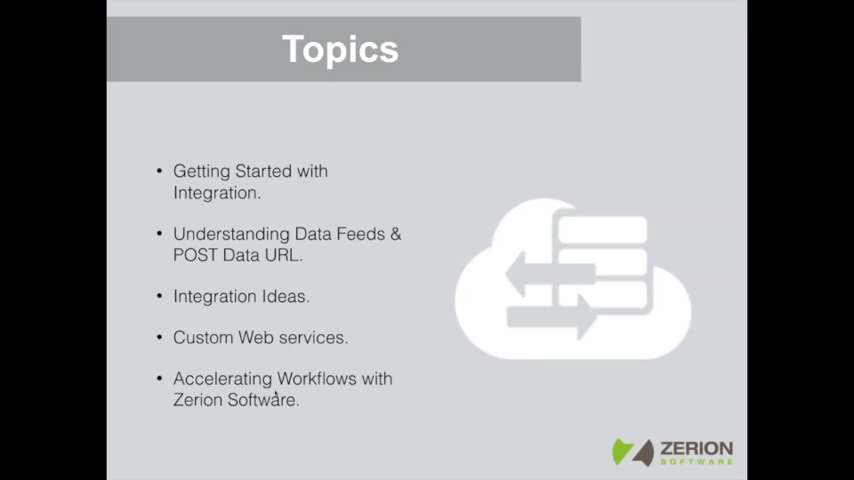 Topics
• Getting Started with
Integration.
• Understanding Data Feeds &
POST Data URL.
• Integration Ideas.
• Custom Web services.
• Accelerating Workflows with
Zerion Software.
ZERION
SOFTWARE